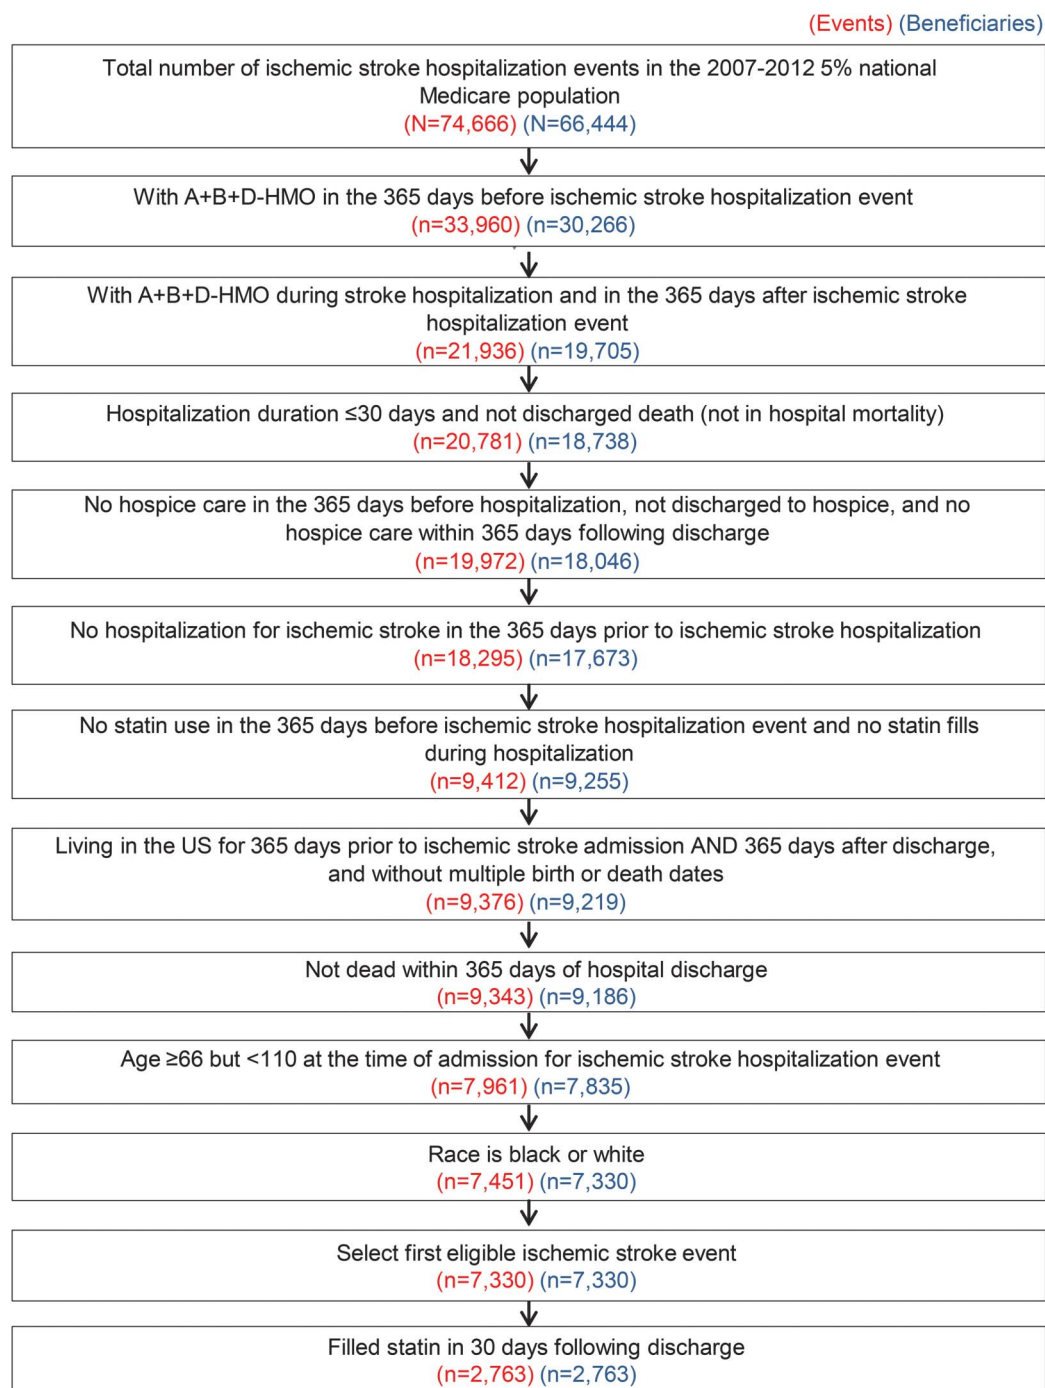 (Events) (Beneficiaries)
Total number of ischemic stroke hospitalization events in the 2007-2012 5% national
Medicare population
(N=74,666) (N=66,444)
With A+B+D-HMO in the 365 days before ischemic stroke hospitalization event
(n=33,960) (n=30,266)
With A+B+D-HMO during stroke hospitalization and in the 365 days after ischemic stroke
hospitalization event
(n=21,936) (n=19,705)
Hospitalization duration ≤30 days and not discharged death (not in hospital mortality)
(n=20,781) (n=18,738)
No hospice care in the 365 days before hospitalization, not discharged to hospice, and no
hospice care within 365 days following discharge
(n=19,972) (n=18,046)
No hospitalization for ischemic stroke in the 365 days prior to ischemic stroke hospitalization
(n=18,295) (n=17,673)
No statin use in the 365 days before ischemic stroke hospitalization event and no statin fills
during hospitalization
(n=9,412) (n=9,255)
Living in the US for 365 days prior to ischemic stroke admission AND 365 days after discharge,
and without multiple birth or death dates
(n=9,376) (n=9,219)
Not dead within 365 days of hospital discharge
(n=9,343) (n=9,186)
Age ≥66 but <110 at the time of admission for ischemic stroke hospitalization event
(n=7,961) (n=7,835)
Race is black or white
(n=7,451) (n=7,330)
Select first eligible ischemic stroke event
(n=7,330) (n=7,330)
Filled statin in 30 days following discharge
(n=2,763) (n=2,763)